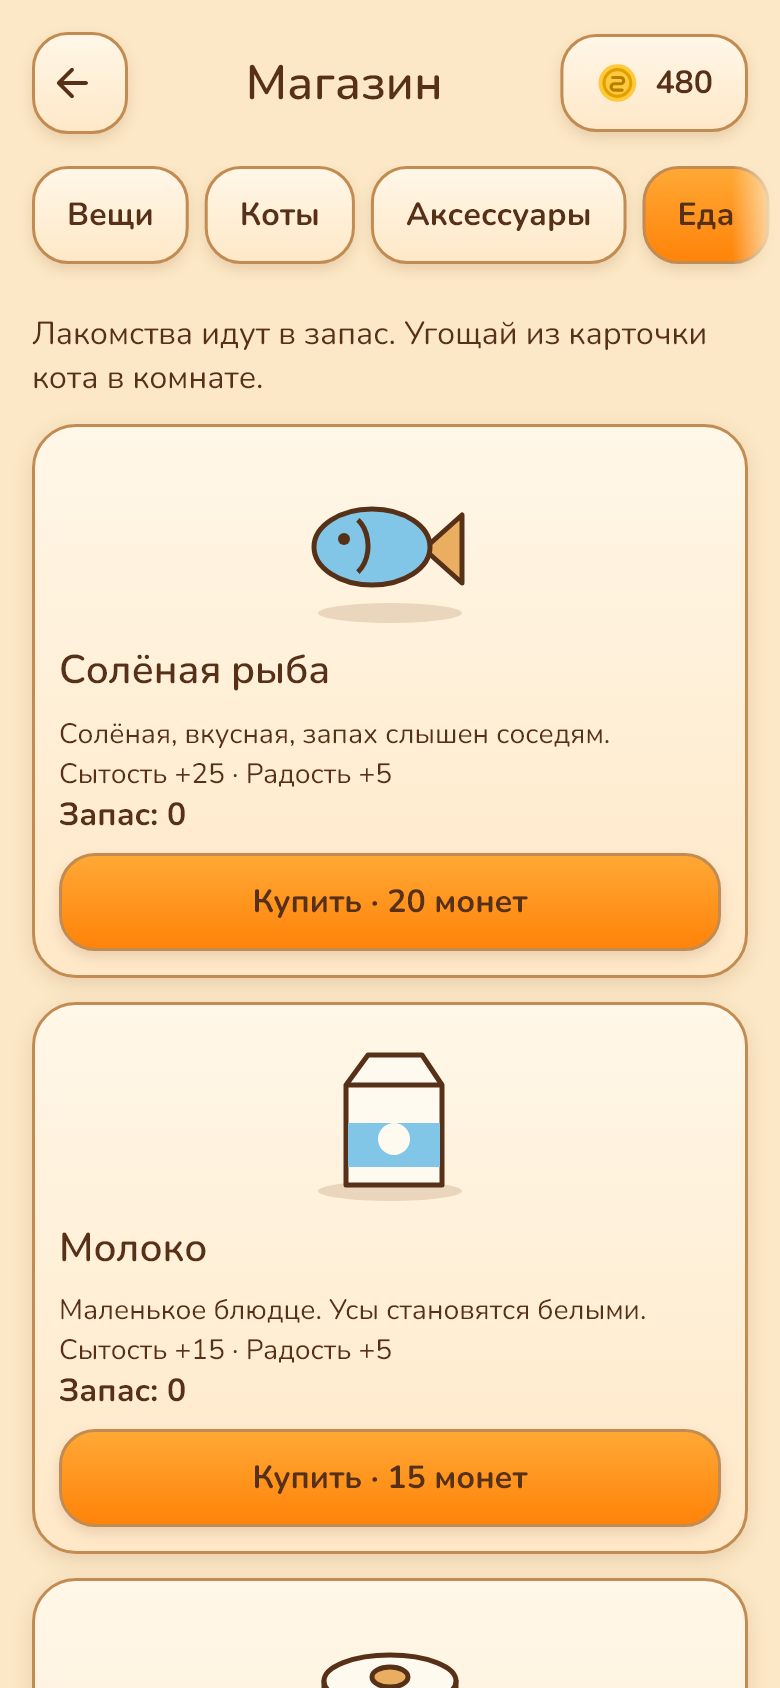 Магазин
480
Вещи
Коты
Аксессуары
Еда
Лакомства идут в запас. Угощай из карточки
кота в комнате.
Солёная рыба
Солёная, вкусная, запах слышен соседям.
Сытость +25 · Радость +5
Запас: 0
Купить · 20 монет
Молоко
Маленькое блюдце. Усы становятся белыми.
Сытость +15 · Радость +5
Запас: 0
Купить · 15 монет